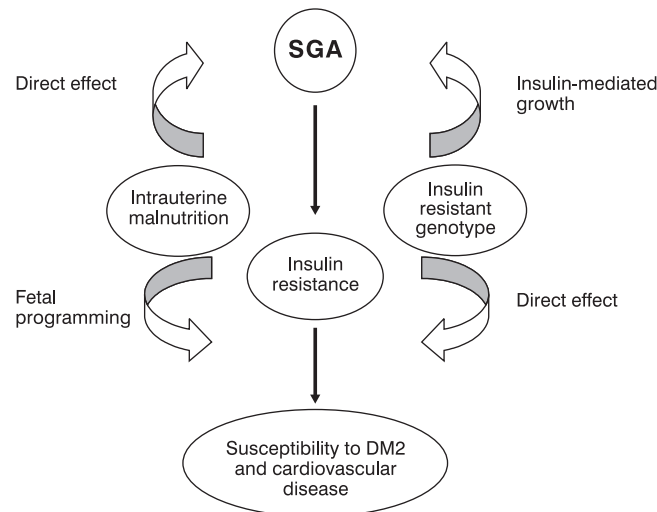 SGA
Direct effect
Insulin-mediated
growth
Intrauterine
malnutrition
Insulin
resistant
genotype
Insulin
resistance
Fetal
programming
Direct effect
Susceptibility to DM2
and cardiovascular
disease